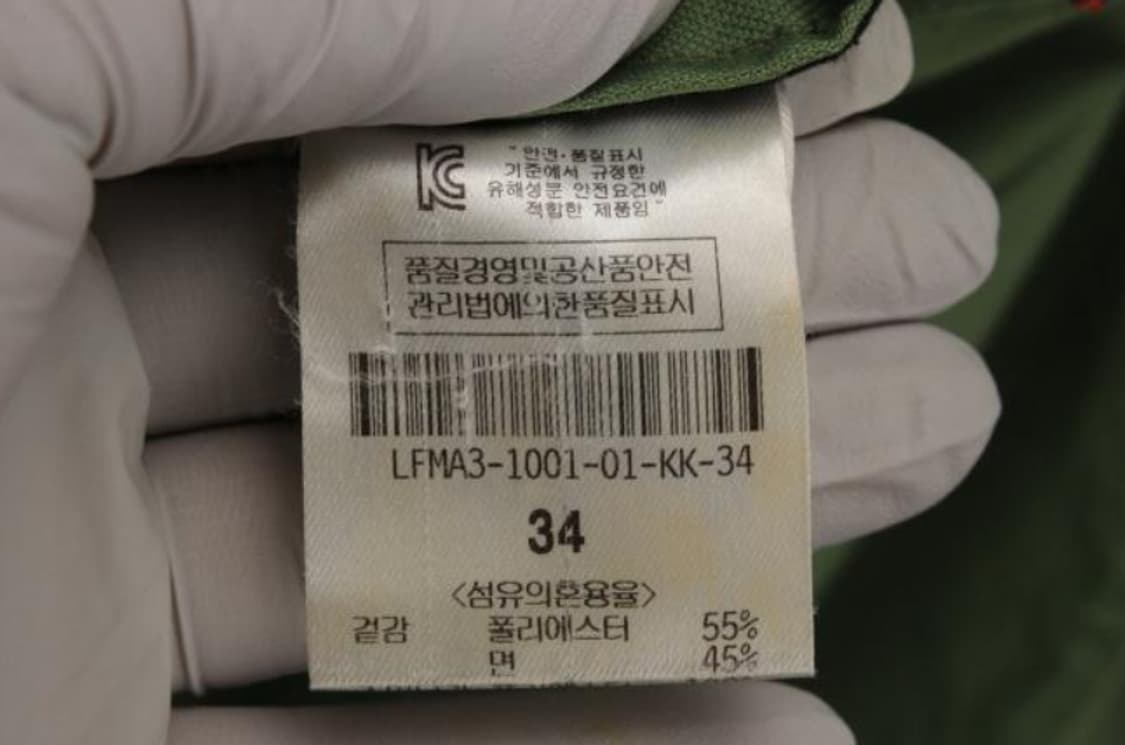 KC
"안전·품질표시
기준에서 규정한
유해성분 안전요건에
적합한 제품임"
품질경영및공산품안전
관리법에의한품질표시
LFMA3-1001-01-KK-34
34
<섬유의혼용율>
겉감 폴리에스터 55%
면 45%